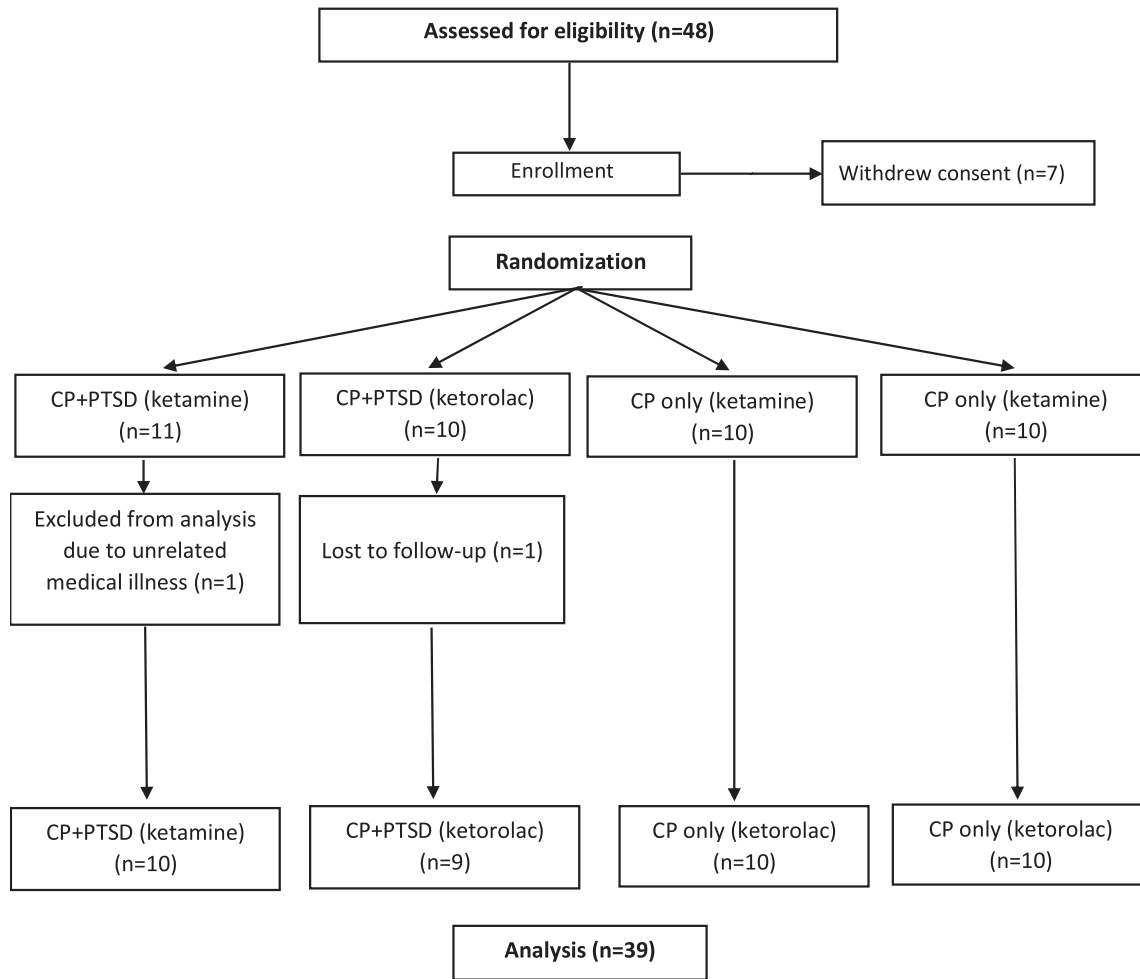 Assessed for eligibility (n=48)
Enrollment
Withdrew consent (n=7)
Randomization
CP+PTSD (ketamine)
(n=11)
CP+PTSD (ketorolac)
(n=10)
CP only (ketamine)
(n=10)
CP only (ketamine)
(n=10)
Excluded from analysis
due to unrelated
medical illness (n=1)
Lost to follow-up (n=1)
CP+PTSD (ketamine)
(n=10)
CP+PTSD (ketorolac)
(n=9)
CP only (ketorolac)
(n=10)
CP only (ketorolac)
(n=10)
Analysis (n=39)